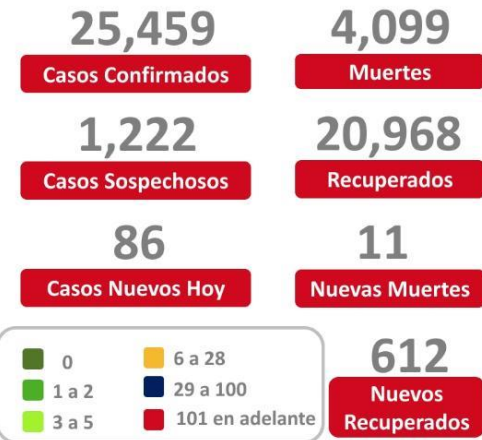 25,459
Casos Confirmados
4,099
Muertes
1,222
Casos Sospechosos
20,968
Recuperados
86
Casos Nuevos Hoy
11
Nuevas Muertes
0
1 a 2
3 a 5
6 a 28
29 a 100
101 en adelante
612
Nuevos
Recuperados